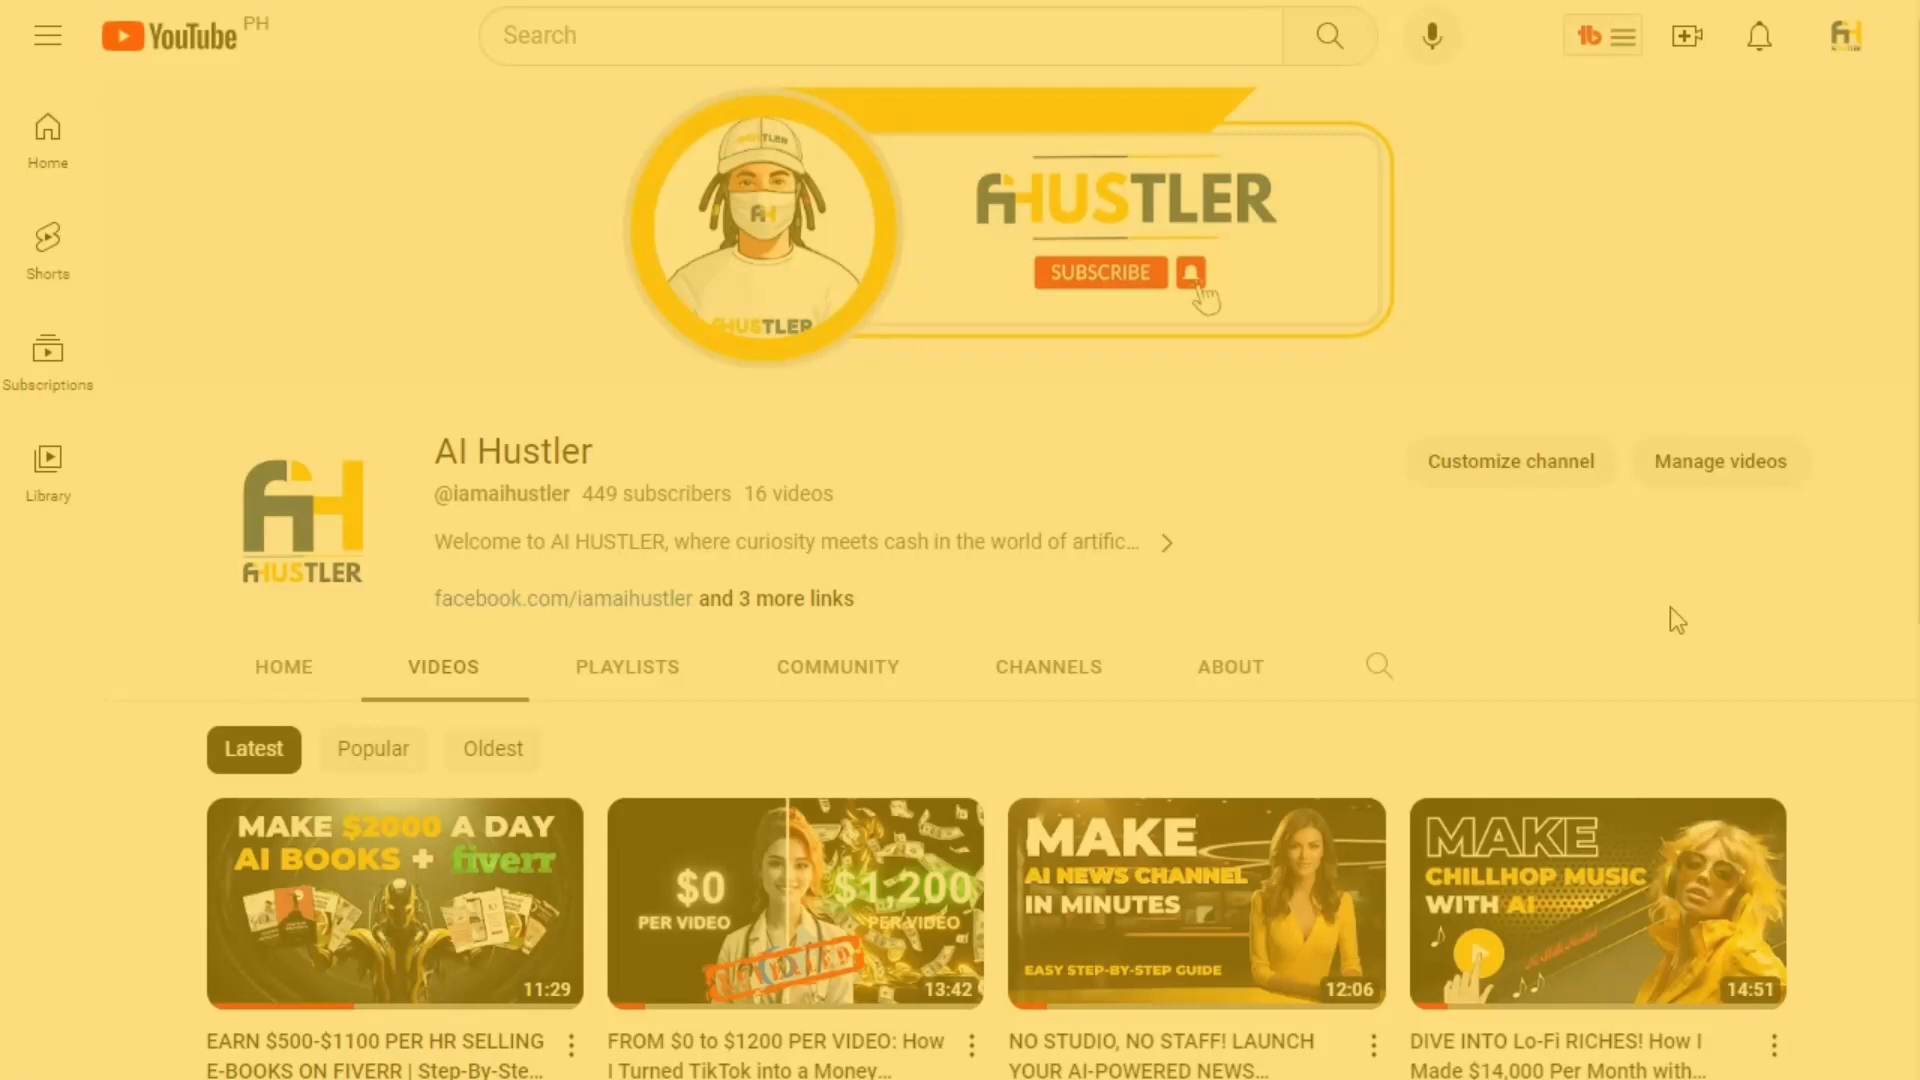 YouTube PH
Search
Home
Shorts
Subscriptions
Library
HUSTLER
SUBSCRIBE
HUSTLER
AI Hustler
@iamaihustler 449 subscribers 16 videos
Welcome to AI HUSTLER, where curiosity meets cash in the world of artific...
facebook.com/iamaihustler and 3 more links
Customize channel
Manage videos
AH
HUSTLER
HOME
VIDEOS
PLAYLISTS
COMMUNITY
CHANNELS
ABOUT
Latest
Popular
Oldest
MAKE $2000 A DAY
AI BOOKS + fiverr
11:29
$0
PER VIDEO
$1,200
PER VIDEO
13:42
MAKE
AI NEWS CHANNEL
IN MINUTES
EASY STEP-BY-STEP GUIDE
12:06
MAKE
CHILLHOP MUSIC
WITH AI
14:51
EARN $500-$1100 PER HR SELLING
E-BOOKS ON FIVERR | Step-By-Ste...
FROM $0 to $1200 PER VIDEO: How
I Turned TikTok into a Money...
NO STUDIO, NO STAFF! LAUNCH
YOUR AI-POWERED NEWS...
DIVE INTO Lo-Fi RICHES! How I
Made $14,000 Per Month with...